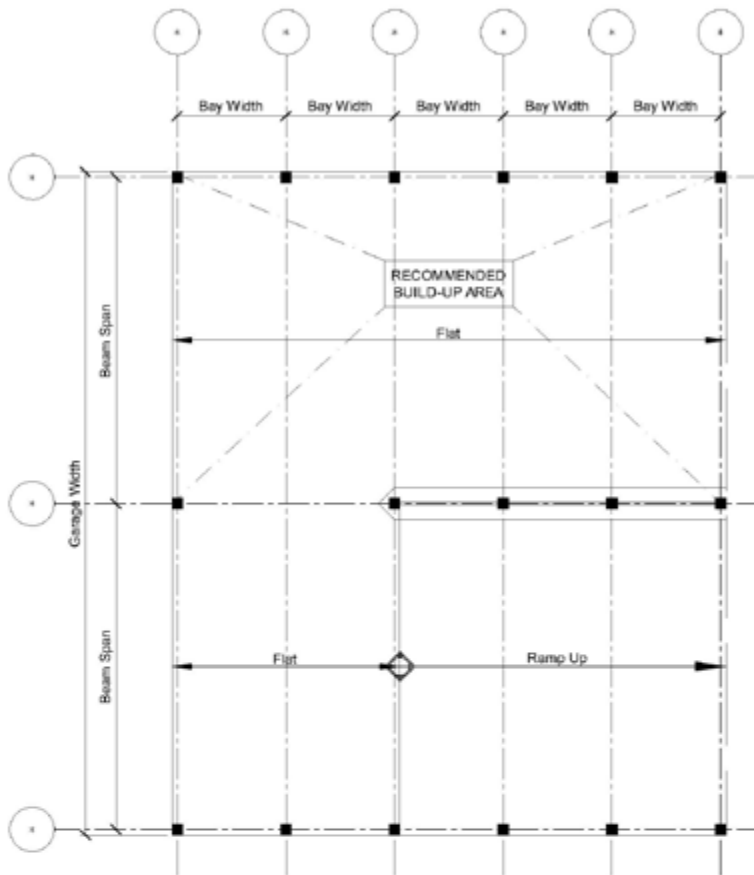 Bay Width
Bay Width
Bay Width
Bay Width
Bay Width
RECOMMENDED
BUILD-UP AREA
Flat
Beam Span
Garage Width
Beam Span
Flat
Ramp Up